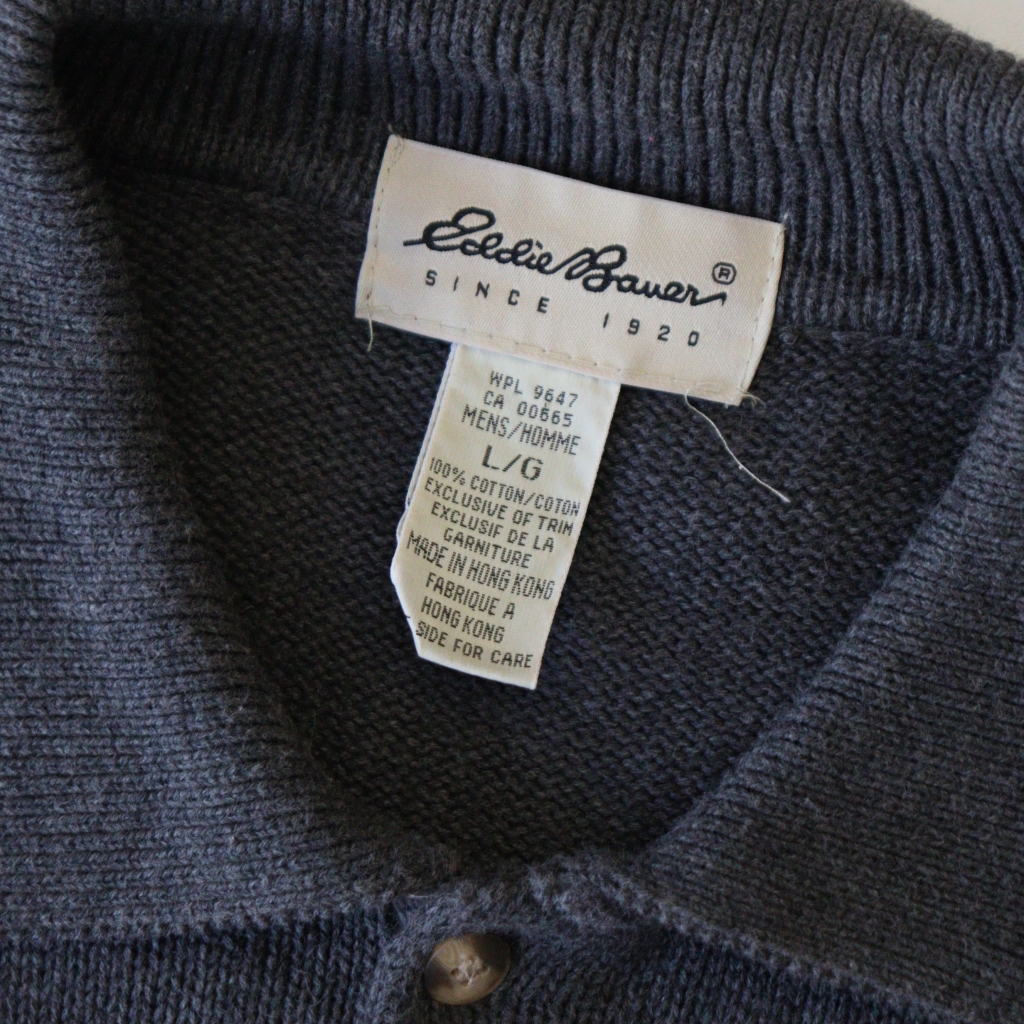 Eddie Bauer®
SINCE 1920
WPL 9647
CA 00665
MENS/HOMME
L/G
100% COTTON/COTON
EXCLUSIVE OF TRIM
EXCLUSIF DE LA
GARNITURE
MADE IN HONG KONG
FABRIQUE A
HONG KONG
SIDE FOR CARE